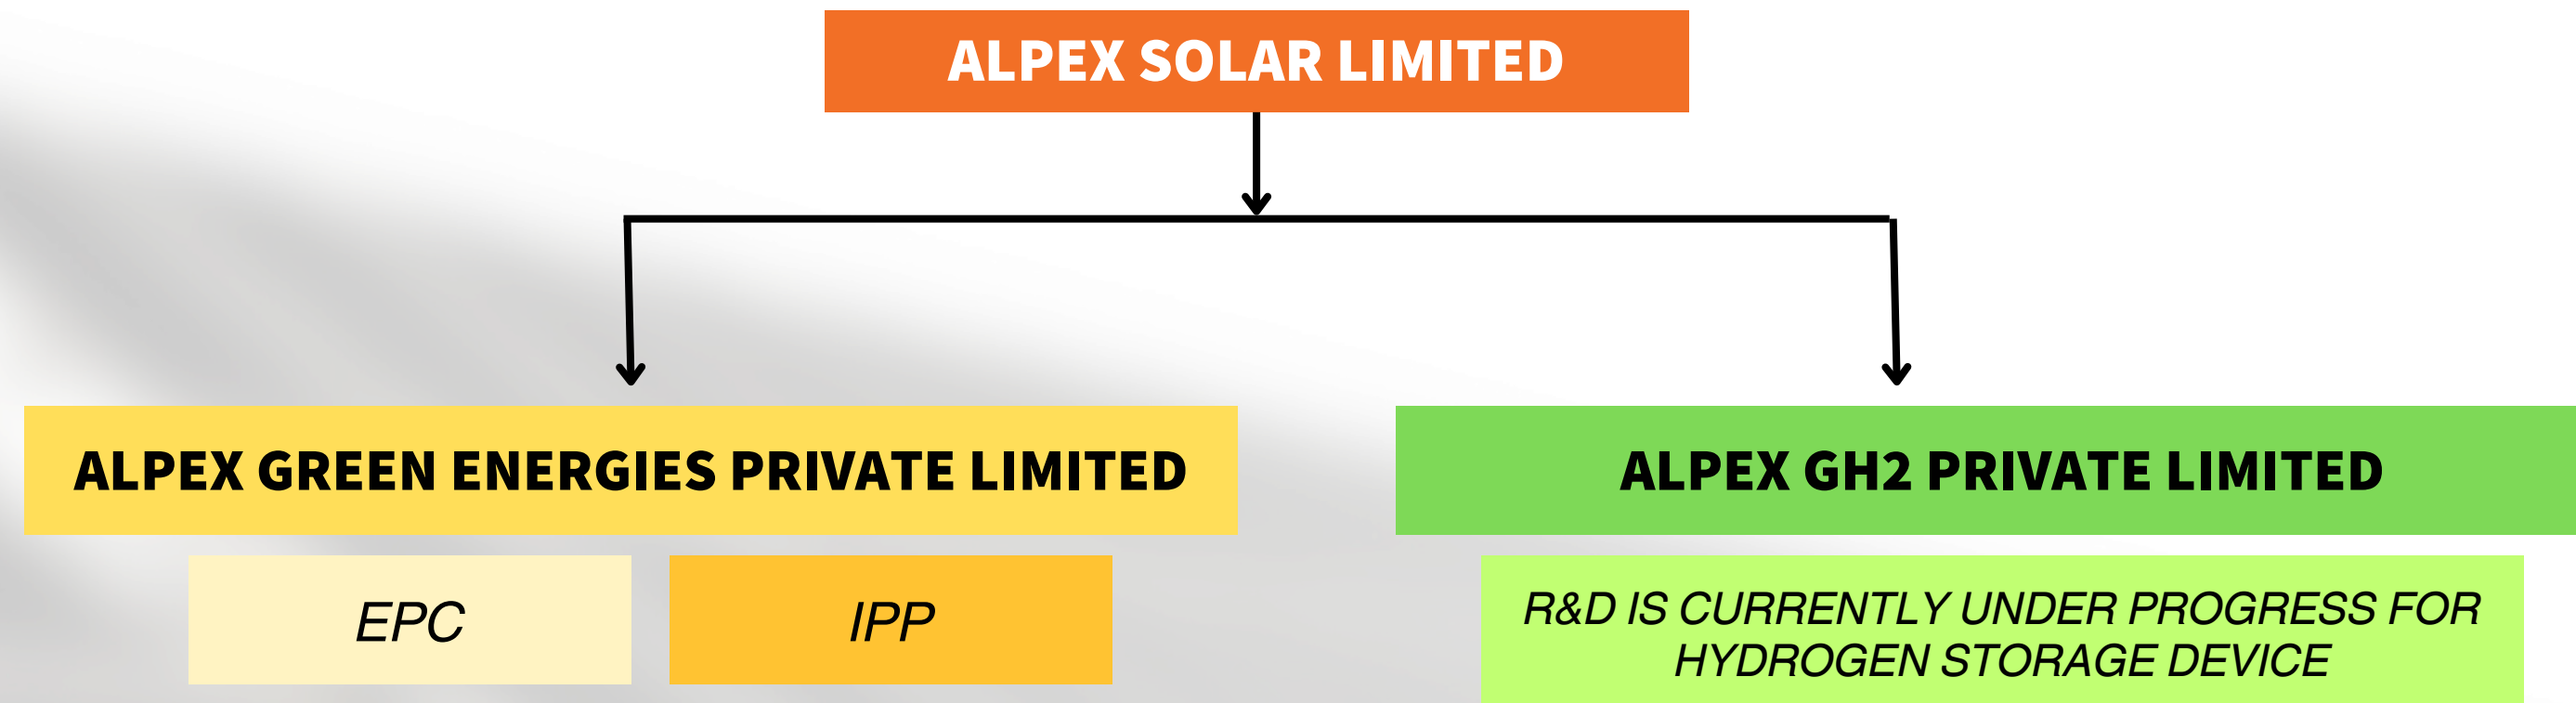 ALPEX SOLAR LIMITED
ALPEX GREEN ENERGIES PRIVATE LIMITED
ALPEX GH2 PRIVATE LIMITED
EPC
IPP
R&D IS CURRENTLY UNDER PROGRESS FOR
HYDROGEN STORAGE DEVICE